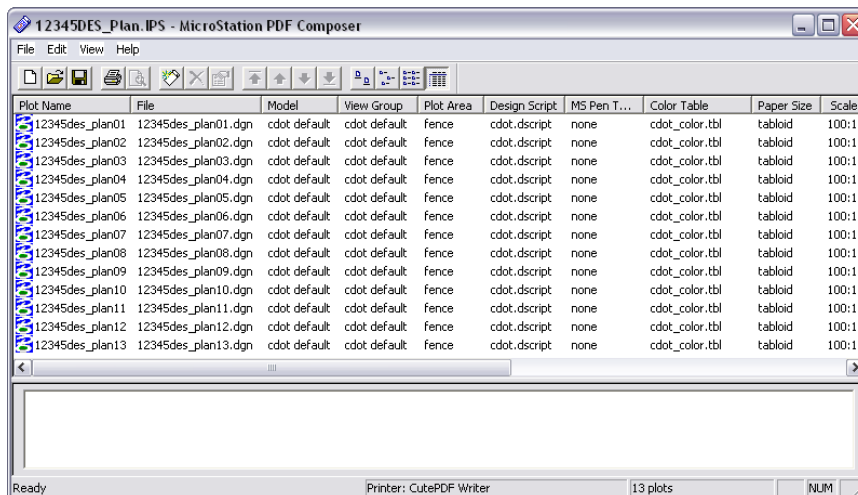 12345DES_Plan.IPS - MicroStation PDF Composer
File Edit View Help
Plot Name File Model View Group Plot Area Design Script MS Pen T... Color Table Paper Size Scale
12345des_plan01 12345des_plan01.dgn cdot default cdot default fence cdot.dscript none cdot_color.tbl tabloid 100:1
12345des_plan02 12345des_plan02.dgn cdot default cdot default fence cdot.dscript none cdot_color.tbl tabloid 100:1
12345des_plan03 12345des_plan03.dgn cdot default cdot default fence cdot.dscript none cdot_color.tbl tabloid 100:1
12345des_plan04 12345des_plan04.dgn cdot default cdot default fence cdot.dscript none cdot_color.tbl tabloid 100:1
12345des_plan05 12345des_plan05.dgn cdot default cdot default fence cdot.dscript none cdot_color.tbl tabloid 100:1
12345des_plan06 12345des_plan06.dgn cdot default cdot default fence cdot.dscript none cdot_color.tbl tabloid 100:1
12345des_plan07 12345des_plan07.dgn cdot default cdot default fence cdot.dscript none cdot_color.tbl tabloid 100:1
12345des_plan08 12345des_plan08.dgn cdot default cdot default fence cdot.dscript none cdot_color.tbl tabloid 100:1
12345des_plan09 12345des_plan09.dgn cdot default cdot default fence cdot.dscript none cdot_color.tbl tabloid 100:1
12345des_plan10 12345des_plan10.dgn cdot default cdot default fence cdot.dscript none cdot_color.tbl tabloid 100:1
12345des_plan11 12345des_plan11.dgn cdot default cdot default fence cdot.dscript none cdot_color.tbl tabloid 100:1
12345des_plan12 12345des_plan12.dgn cdot default cdot default fence cdot.dscript none cdot_color.tbl tabloid 100:1
12345des_plan13 12345des_plan13.dgn cdot default cdot default fence cdot.dscript none cdot_color.tbl tabloid 100:1
Ready Printer: CutePDF Writer 13 plots NUM